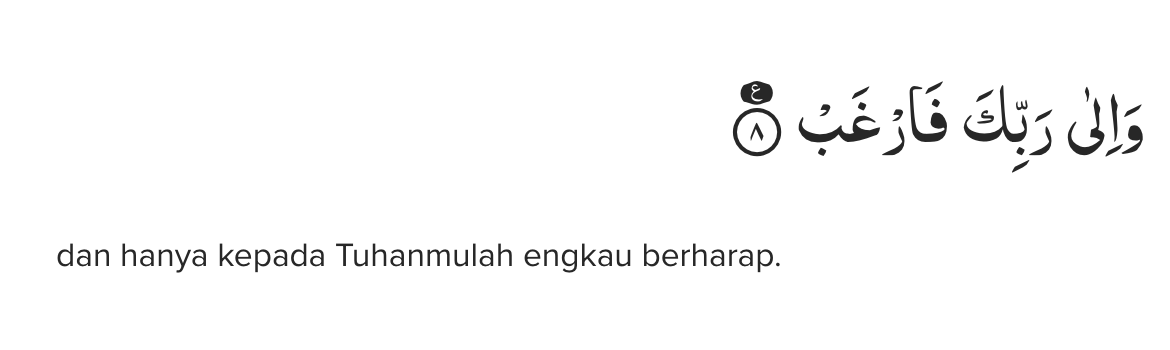 وَاِلٰى رَبِّكَ فَارْغَبْ ࣖ ٨
dan hanya kepada Tuhanmulah engkau berharap.